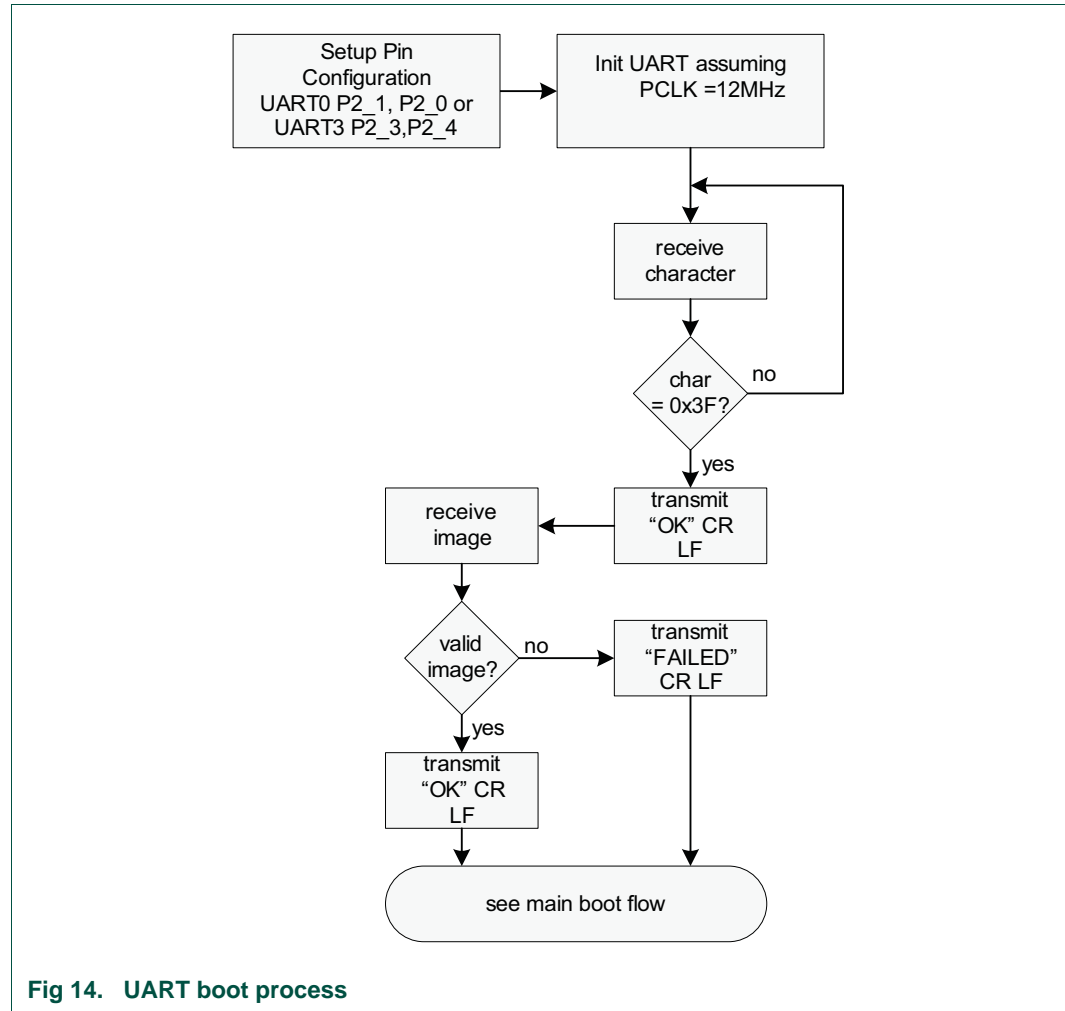 Setup Pin
Configuration
UART0 P2_1, P2_0 or
UART3 P2_3,P2_4
Init UART assuming
PCLK =12MHz
receive
character
char
= 0x3F?
no
yes
transmit
“OK” CR
LF
receive
image
valid
image?
no
transmit
“FAILED”
CR LF
yes
transmit
“OK” CR
LF
see main boot flow
Fig 14. UART boot process